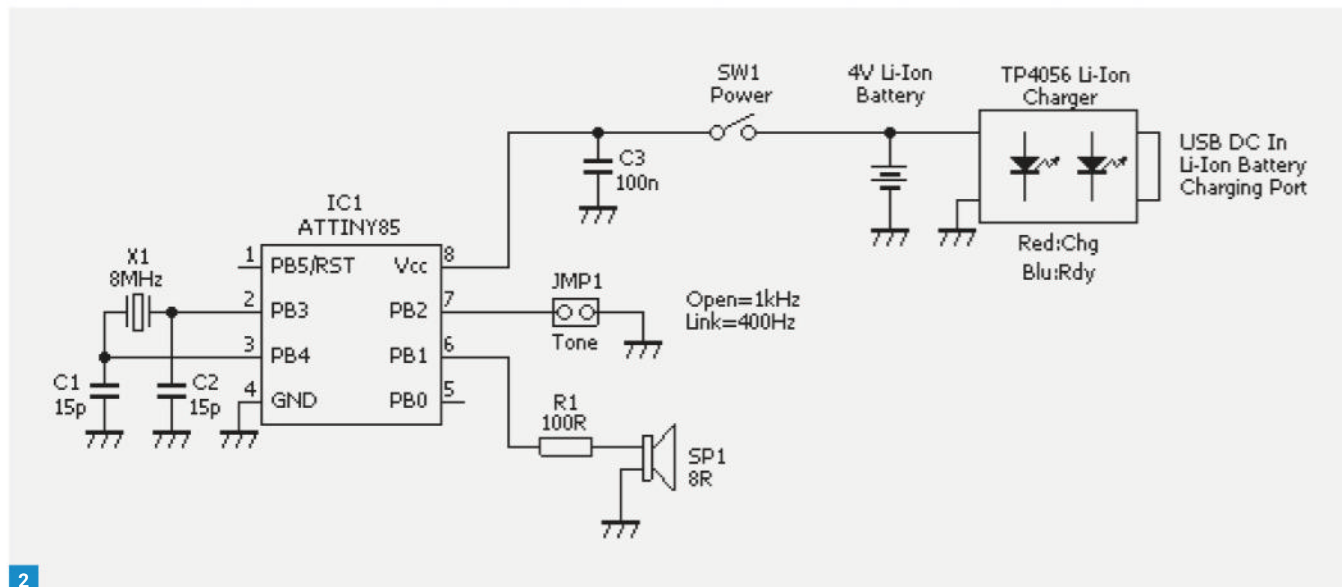 SW1
Power
4V Li-Ion
Battery
TP4056 Li-Ion
Charger
USB DC In
Li-Ion Battery
Charging Port
C3
100n
Red:Chg
Blu:Rdy
IC1
ATTINY85
X1
8MHz
1 PB5/RST Vcc 8
2 PB3 PB2 7
3 PB4 PB1 6
4 GND PB0 5
JMP1
Tone
Open=1kHz
Link=400Hz
C1
15p
C2
15p
R1
100R
SP1
8R
2